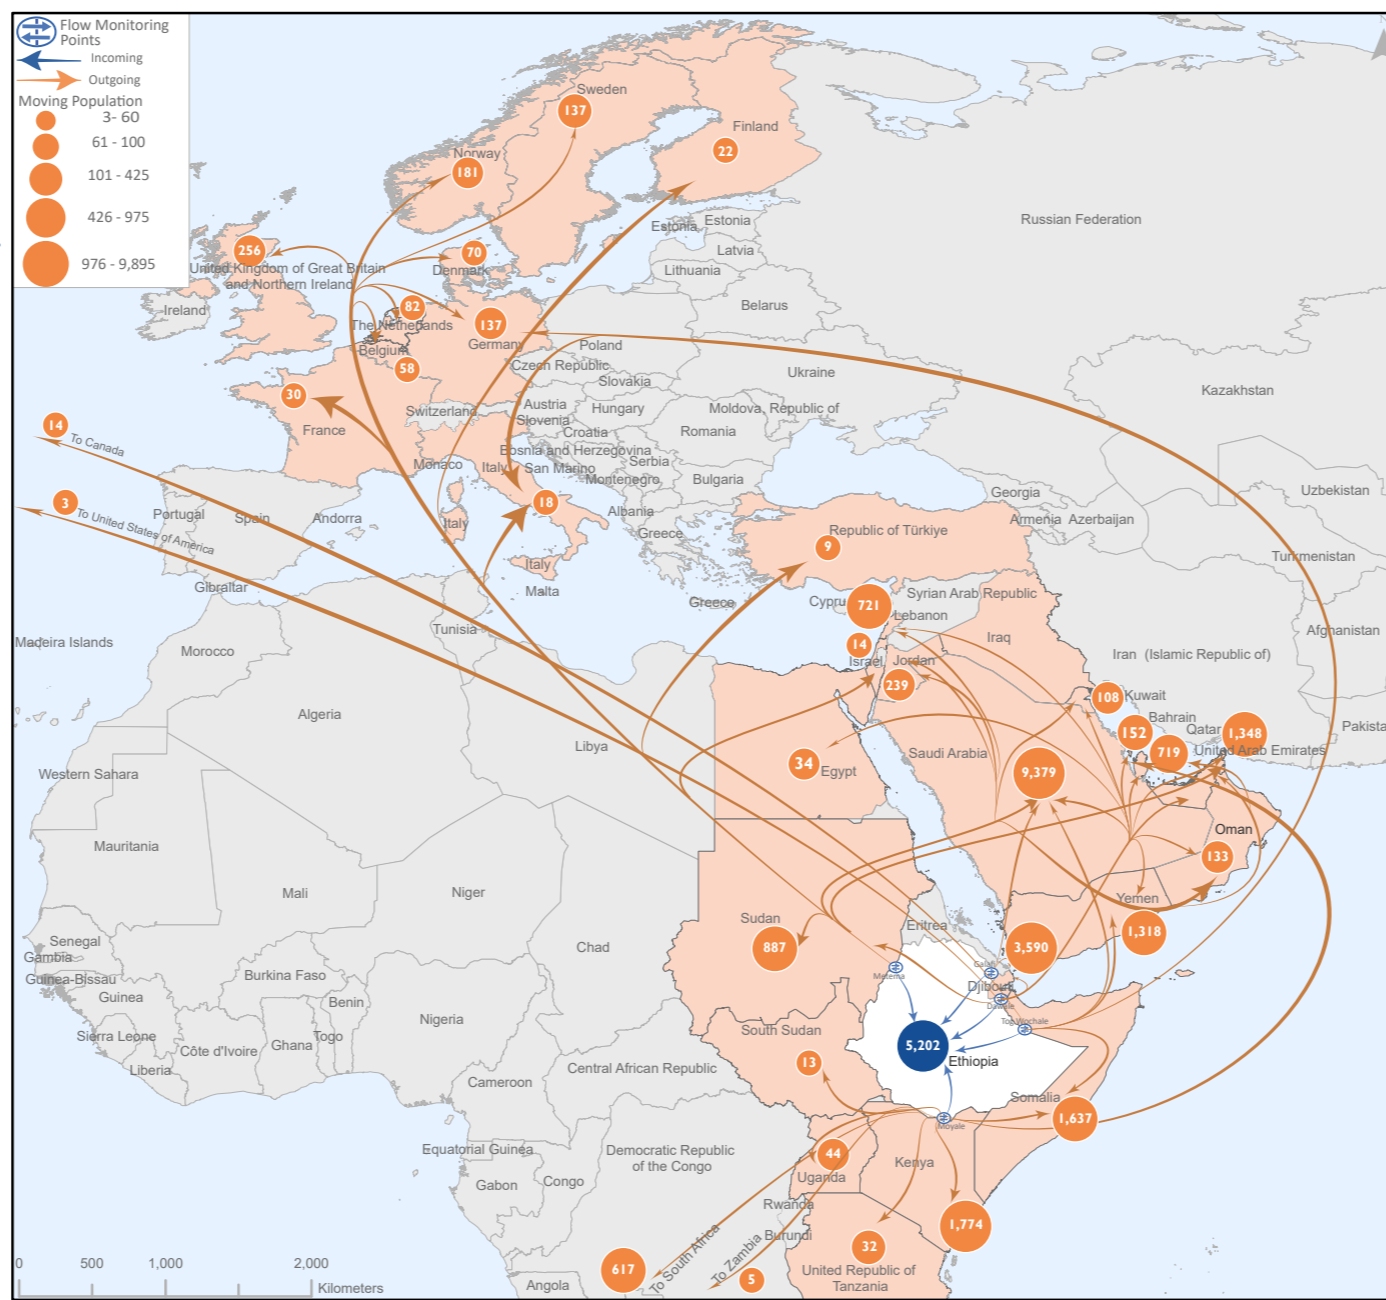 Flow Monitoring
Points
Incoming
Outgoing
Moving Population
3- 60
61 - 100
101 - 425
426 - 975
976 - 9,895
Sweden
137
Finland
22
Norway
181
Russian Federation
256
United Kingdom of Great Britain
and Northern Ireland
70
Denmark
Estonia
Estonia
Latvia
Lithuania
Belarus
Ireland
82
The Netherlands
137
Germany
Belgium
58
Poland
Czech Republic
Slovakia
Ukraine
Kazakhstan
30
France
Switzerland
Austria
Slovenia
Hungary
Moldova, Republic of
Romania
Croatia
Bosnia and Herzegovina
Serbia
14
To Canada
Monaco
Italy
San Marino
Montenegro
Bulgaria
Georgia
Uzbekistan
3
To United States of America
Portugal
Spain
Andorra
Italy
18
Albania
Greece
Armenia
Azerbaijan
Republic of Türkiye
9
Turkmenistan
Italy
Gibraltar
Malta
Greece
Cypru
721
Syrian Arab Republic
Lebanon
Afghanistan
Madeira Islands
Morocco
Tunisia
14
Israel
Jordan
239
Iraq
Iran (Islamic Republic of)
108
Kuwait
Algeria
Libya
34
Egypt
Saudi Arabia
9,379
152
Bahrain
719
Qatar
1,348
United Arab Emirates
Pakista
Western Sahara
Mauritania
Mali
Niger
Chad
Oman
133
Yemen
1,318
3,590
Sudan
887
Eritrea
Metema
Galafi
Djibouti
Dawale
Tog Wochale
Senegal
Gambia
Guinea-Bissau
Guinea
Sierra Leone
Liberia
Burkina Faso
Benin
Togo
Côte d'Ivoire
Ghana
Nigeria
Cameroon
Central African Republic
South Sudan
13
5,202
Ethiopia
Somalia
1,637
Moyale
Equatorial Guinea
Gabon
Congo
Democratic Republic
of the Congo
44
Uganda
Kenya
1,774
Rwanda
Burundi
32
United Republic of
Tanzania
617
To South Africa
To Zambia
5
Angola
0
500
1,000
2,000
Kilometers